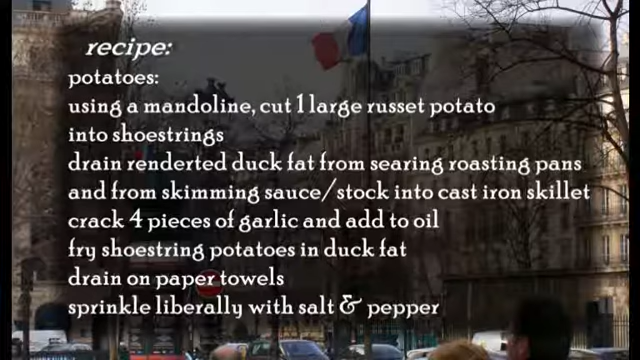 recipe:
potatoes:
using a mandoline, cut 1 large russet potato
into shoestrings
drain renderted duck fat from searing roasting pans
and from skimming sauce/stock into cast iron skillet
crack 4 pieces of garlic and add to oil
fry shoestring potatoes in duck fat
drain on paper towels
sprinkle liberally with salt & pepper